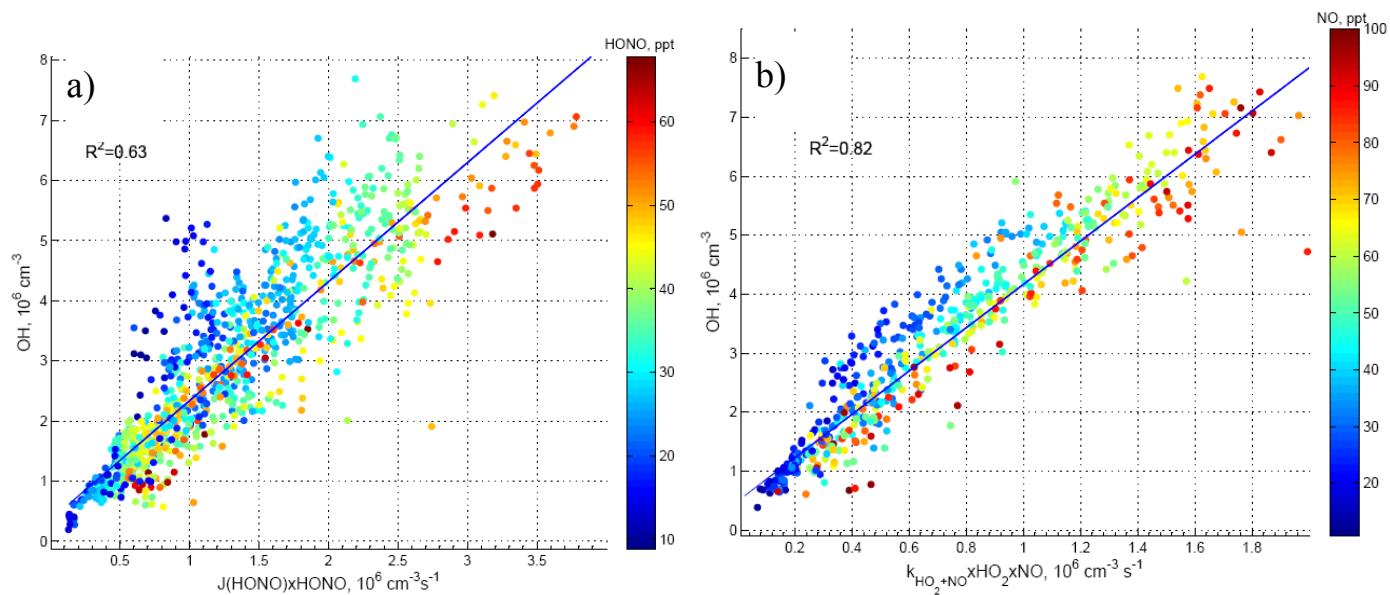 a)
HONO, ppt
R²=0.63
OH, 10⁶ cm⁻³
8
7
6
5
4
3
2
1
0
0.5 1 1.5 2 2.5 3 3.5
J(HONO)xHONO, 10⁶ cm⁻³s⁻¹
60
50
40
30
20
10
b)
NO, ppt
R²=0.82
OH, 10⁶ cm⁻³
8
7
6
5
4
3
2
1
0
0.2 0.4 0.6 0.8 1 1.2 1.4 1.6 1.8
k_HO₂+NO xHO₂xNO, 10⁶ cm⁻³ s⁻¹
100
90
80
70
60
50
40
30
20